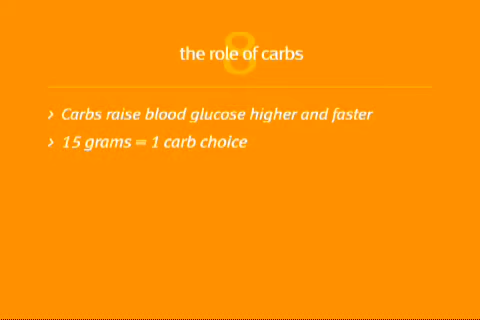 8
the role of carbs
› Carbs raise blood glucose higher and faster
› 15 grams = 1 carb choice